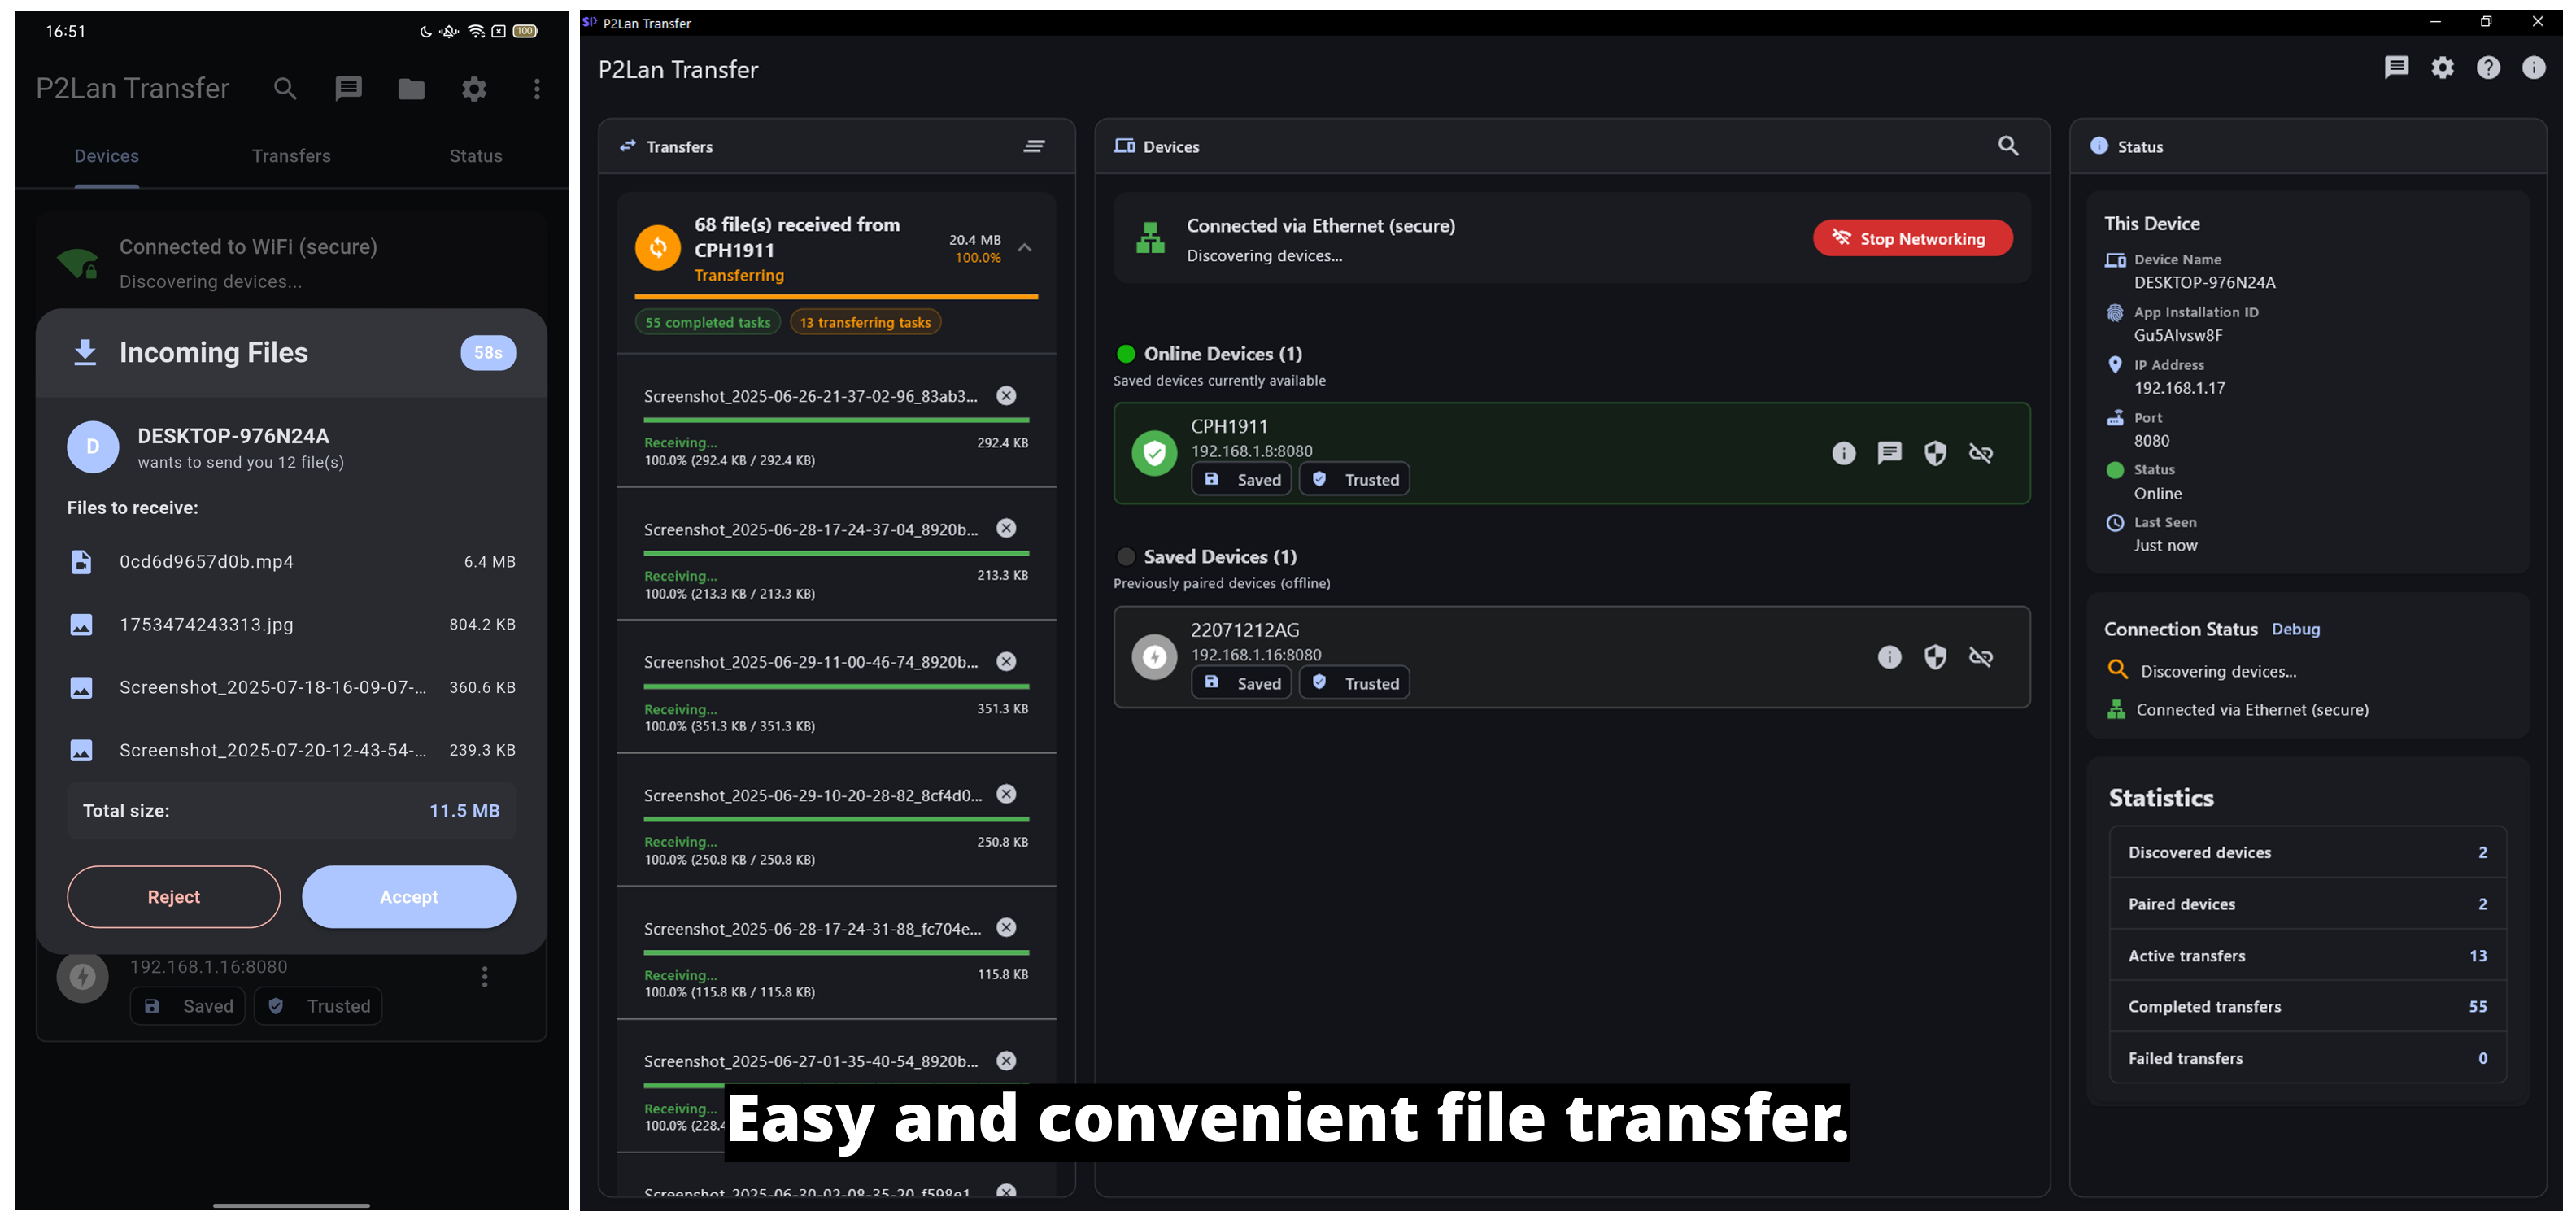 16:51
100
P2Lan Transfer
Devices
Transfers
Status
Connected to WiFi (secure)
Discovering devices...
Incoming Files
58s
D
DESKTOP-976N24A
wants to send you 12 file(s)
Files to receive:
0cd6d9657d0b.mp4
6.4 MB
1753474243313.jpg
804.2 KB
Screenshot_2025-07-18-16-09-07-...
360.6 KB
Screenshot_2025-07-20-12-43-54-...
239.3 KB
Total size:
11.5 MB
Reject
Accept
192.168.1.16:8080
Saved
Trusted
P2Lan Transfer
P2Lan Transfer
Transfers
68 file(s) received from
CPH1911
Transferring
20.4 MB
100.0%
55 completed tasks
13 transferring tasks
Screenshot_2025-06-26-21-37-02-96_83ab3...
Receiving...
292.4 KB
100.0% (292.4 KB / 292.4 KB)
Screenshot_2025-06-28-17-24-37-04_8920b...
Receiving...
213.3 KB
100.0% (213.3 KB / 213.3 KB)
Screenshot_2025-06-29-11-00-46-74_8920b...
Receiving...
351.3 KB
100.0% (351.3 KB / 351.3 KB)
Screenshot_2025-06-29-10-20-28-82_8cf4d0...
Receiving...
250.8 KB
100.0% (250.8 KB / 250.8 KB)
Screenshot_2025-06-28-17-24-31-88_fc704e...
Receiving...
115.8 KB
100.0% (115.8 KB / 115.8 KB)
Screenshot_2025-06-27-01-35-40-54_8920b...
Receiving...
100.0% (228.4
Screenshot_2025-06-30-02-08-35-20_f598e1
Devices
Connected via Ethernet (secure)
Discovering devices...
Stop Networking
Online Devices (1)
Saved devices currently available
CPH1911
192.168.1.8:8080
Saved
Trusted
Saved Devices (1)
Previously paired devices (offline)
22071212AG
192.168.1.16:8080
Saved
Trusted
Status
This Device
Device Name
DESKTOP-976N24A
App Installation ID
Gu5AIvsw8F
IP Address
192.168.1.17
Port
8080
Status
Online
Last Seen
Just now
Connection Status Debug
Discovering devices...
Connected via Ethernet (secure)
Statistics
Discovered devices
2
Paired devices
2
Active transfers
13
Completed transfers
55
Failed transfers
0
Easy and convenient file transfer.